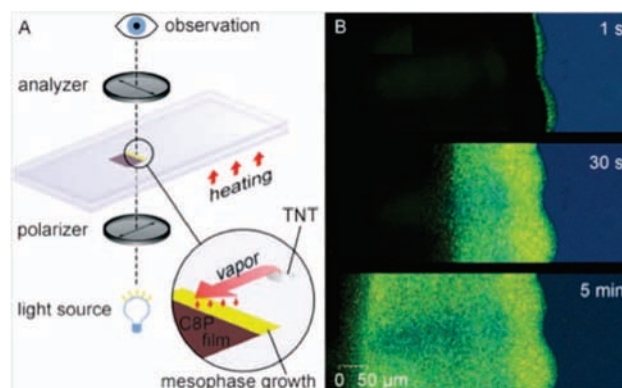 A
observation
analyzer
heating
polarizer
TNT
vapor
light source
C8P
film
mesophase growth
B
1 s
30 s
5 min
0 50 µm